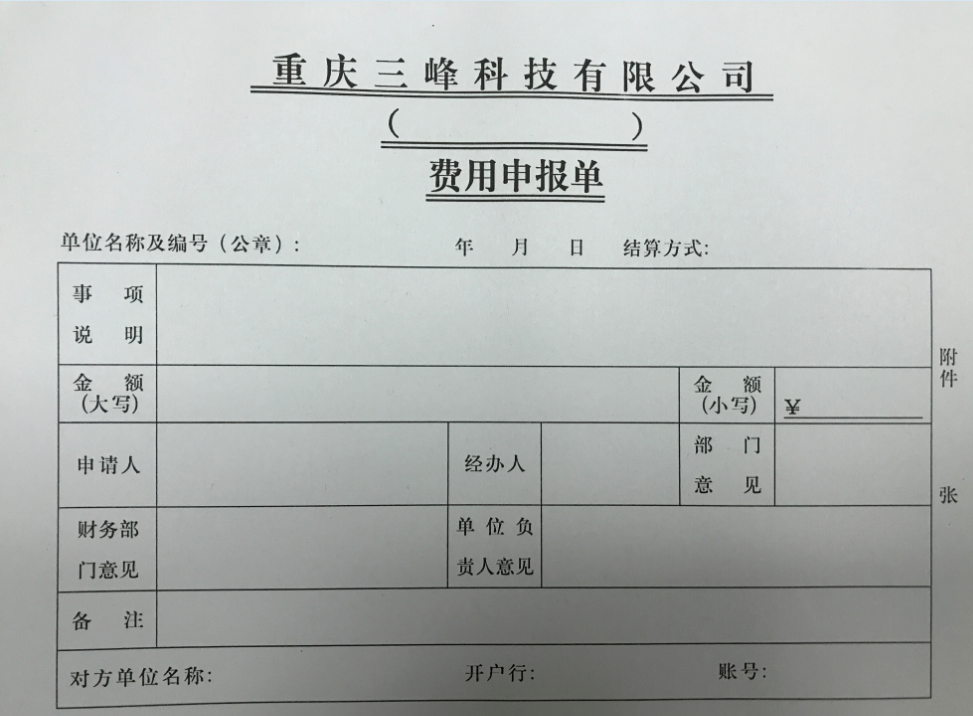 重庆三峰科技有限公司
（ ）
费用申报单
单位名称及编号（公章）： 年 月 日 结算方式：
事 项
说 明
金 额
（大写）
金 额
（小写）
¥
申请人
经办人
部 门
意 见
财务部
门意见
单 位 负
责人意见
备 注
对方单位名称： 开户行： 账号：
附件 张